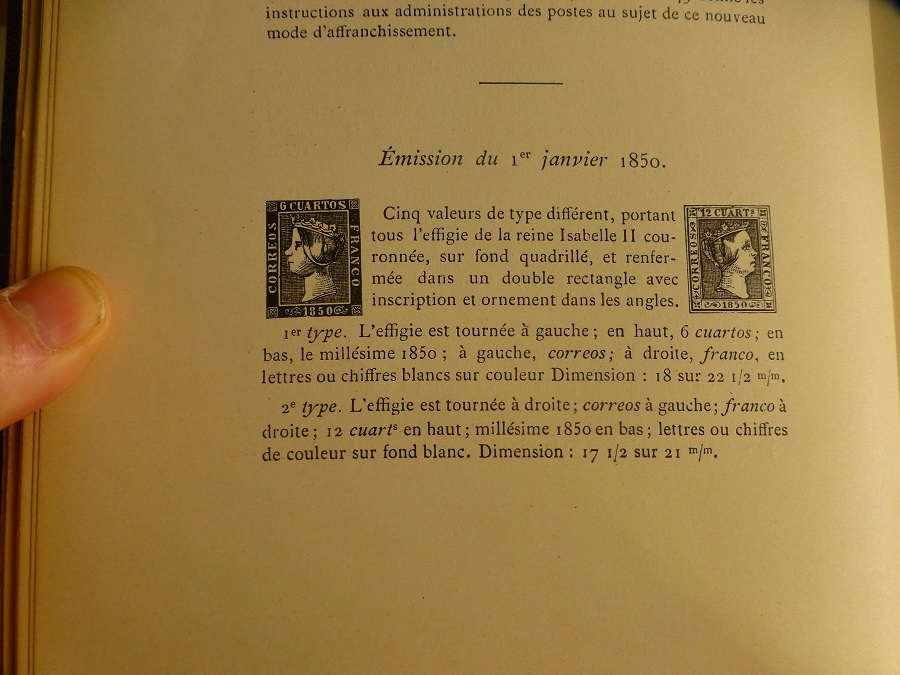 instructions aux administrations des postes au sujet de ce nouveau
mode d'affranchissement.
Émission du 1er janvier 1850.
6 CUARTOS
CORREOS
FRANCO
1850
Cinq valeurs de type différent, portant
tous l'effigie de la reine Isabelle II cou-
ronnée, sur fond quadrillé, et renfer-
mée dans un double rectangle avec
inscription et ornement dans les angles.
12 CUARTs
CORREOS
FRANCO
1850
1er type. L'effigie est tournée à gauche ; en haut, 6 cuartos ; en
bas, le millésime 1850 ; à gauche, correos ; à droite, franco, en
lettres ou chiffres blancs sur couleur Dimension : 18 sur 22 1/2 m/m.
2e type. L'effigie est tournée à droite ; correos à gauche ; franco à
droite ; 12 cuarts en haut ; millésime 1850 en bas ; lettres ou chiffres
de couleur sur fond blanc. Dimension : 17 1/2 sur 21 m/m.